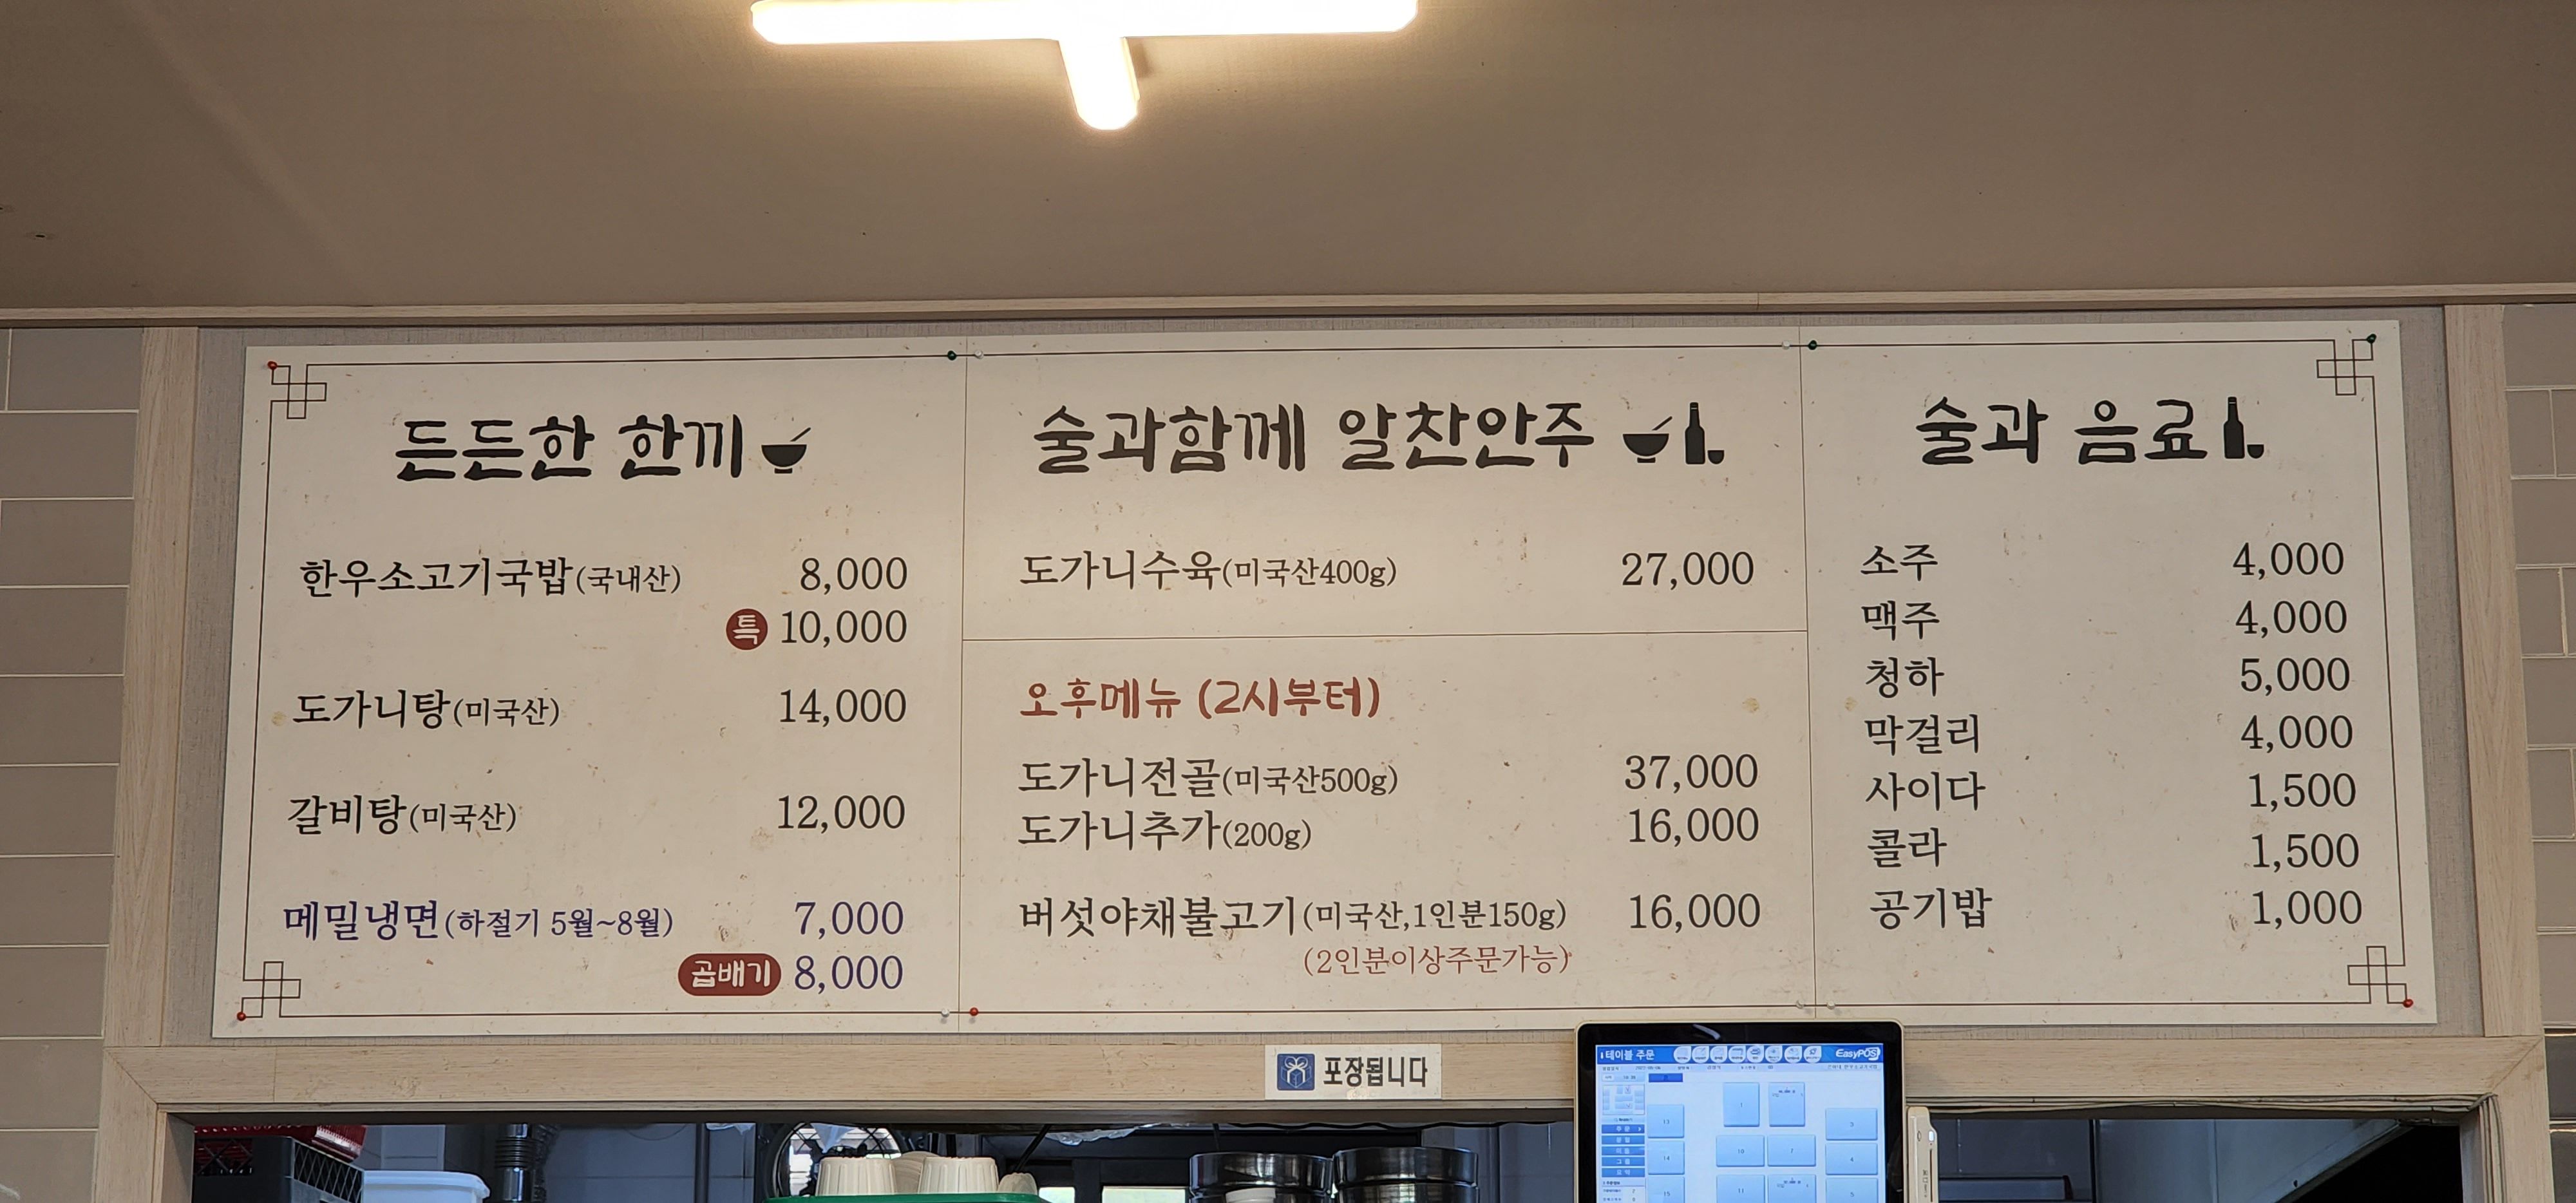 든든한 한끼
한우소고기국밥(국내산) 8,000
특 10,000
도가니탕(미국산) 14,000
갈비탕(미국산) 12,000
메밀냉면(하절기 5월~8월) 7,000
곱배기 8,000
술과함께 알찬안주
도가니수육(미국산400g) 27,000
오후메뉴 (2시부터)
도가니전골(미국산500g) 37,000
도가니추가(200g) 16,000
버섯야채불고기(미국산,1인분150g) 16,000
(2인분이상주문가능)
술과 음료
소주 4,000
맥주 4,000
청하 5,000
막걸리 4,000
사이다 1,500
콜라 1,500
공기밥 1,000
포장됩니다
테이블 주문
EasyPOS